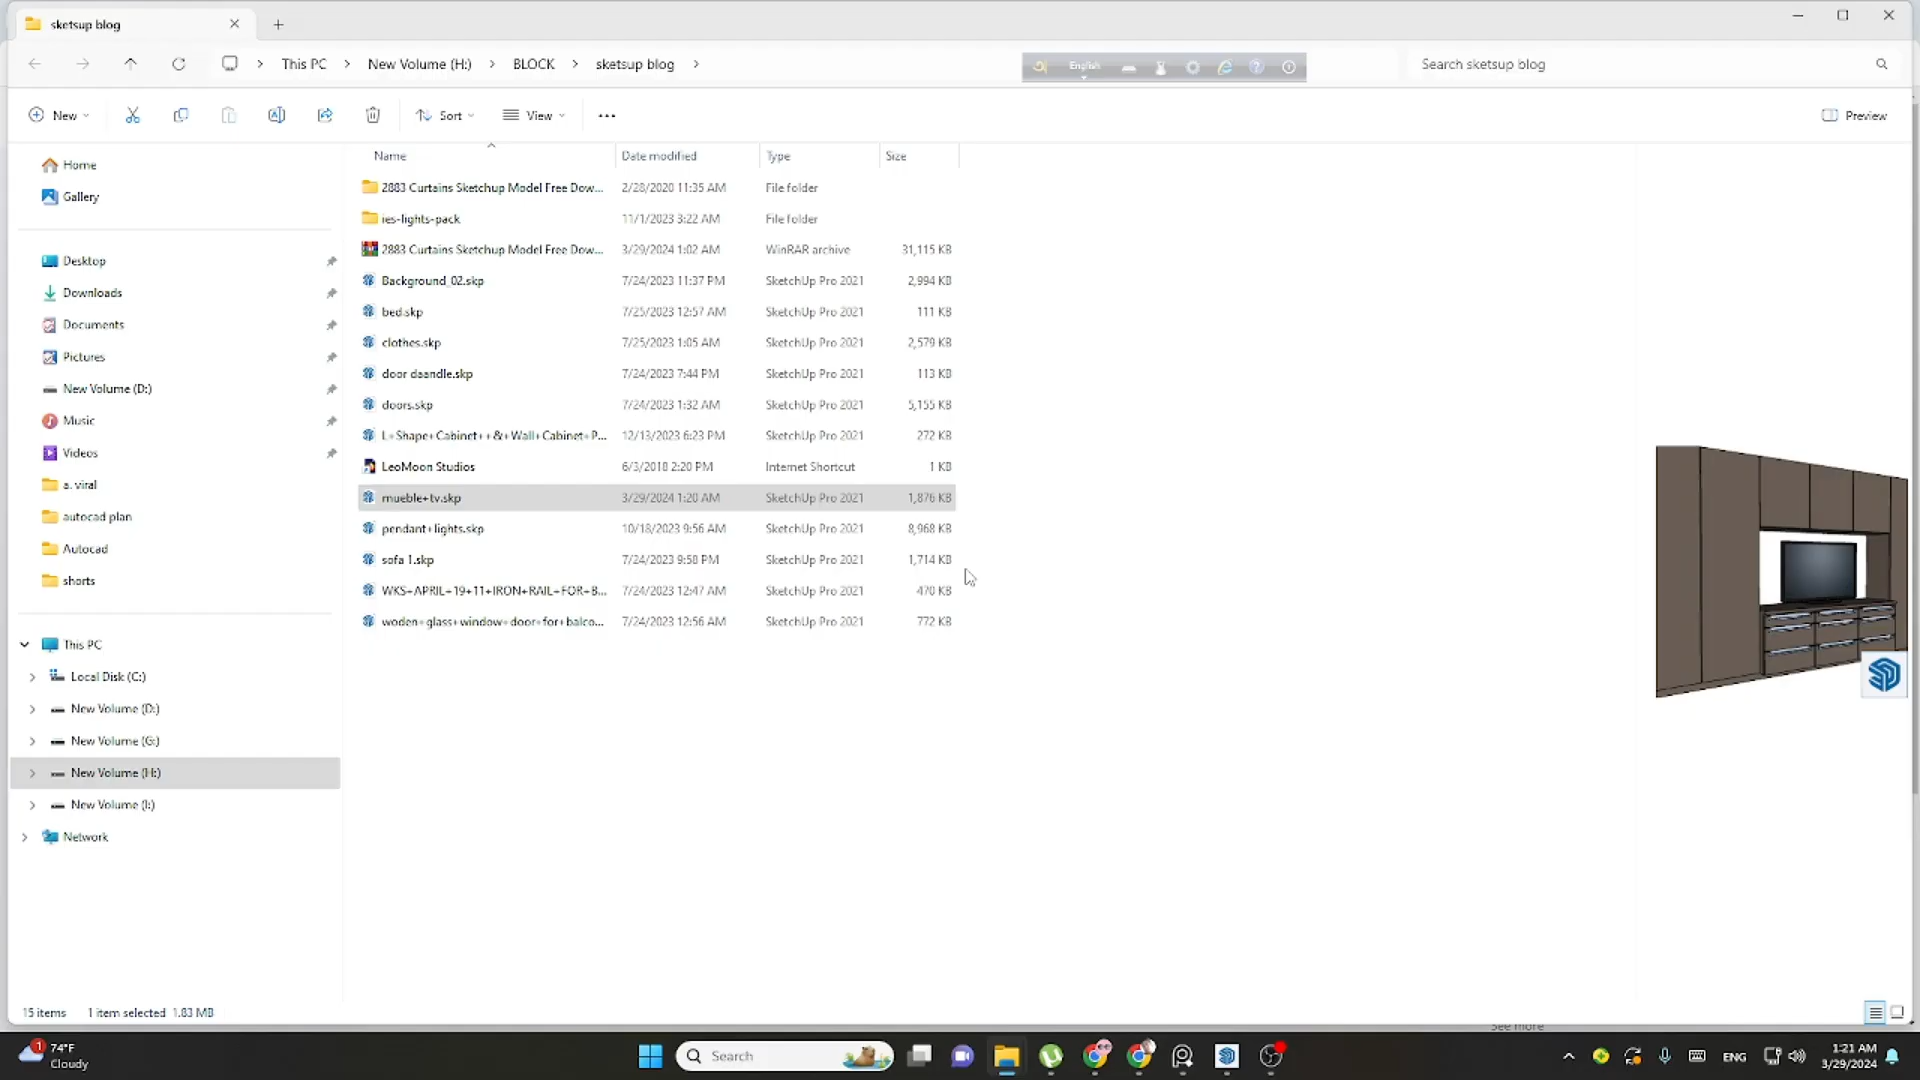 sketsup blog
This PC
New Volume (H:)
BLOCK
sketsup blog
English
Search sketsup blog
New
Sort
View
Preview
Name
Date modified
Type
Size
Home
Gallery
Desktop
Downloads
Documents
Pictures
New Volume (D:)
Music
Videos
a. viral
autocad plan
Autocad
shorts
This PC
Local Disk (C:)
New Volume (D:)
New Volume (G:)
New Volume (H:)
New Volume (I:)
Network
2883 Curtains Sketchup Model Free Dow... 2/28/2020 11:35 AM File folder
ies-lights-pack 11/1/2023 3:22 AM File folder
2883 Curtains Sketchup Model Free Dow... 3/29/2024 1:02 AM WinRAR archive 31,115 KB
Background_02.skp 7/24/2023 11:37 PM SketchUp Pro 2021 2,994 KB
bed.skp 7/25/2023 12:57 AM SketchUp Pro 2021 111 KB
clothes.skp 7/25/2023 1:05 AM SketchUp Pro 2021 2,579 KB
door daandle.skp 7/24/2023 7:44 PM SketchUp Pro 2021 113 KB
doors.skp 7/24/2023 1:32 AM SketchUp Pro 2021 5,155 KB
L+Shape+Cabinet++&+Wall+Cabinet+P... 12/13/2023 6:23 PM SketchUp Pro 2021 272 KB
LeoMoon Studios 6/3/2018 2:20 PM Internet Shortcut 1 KB
mueble+tv.skp 3/29/2024 1:20 AM SketchUp Pro 2021 1,876 KB
pendant+lights.skp 10/18/2023 9:56 AM SketchUp Pro 2021 8,968 KB
sofa 1.skp 7/24/2023 9:58 PM SketchUp Pro 2021 1,714 KB
WKS+APRIL+19+11+IRON+RAIL+FOR+B... 7/24/2023 12:47 AM SketchUp Pro 2021 470 KB
woden+glass+window+door+for+balco... 7/24/2023 12:56 AM SketchUp Pro 2021 772 KB
15 items 1 item selected 1.83 MB
See more
1
74°F
Cloudy
Search
ENG
1:21 AM
3/29/2024